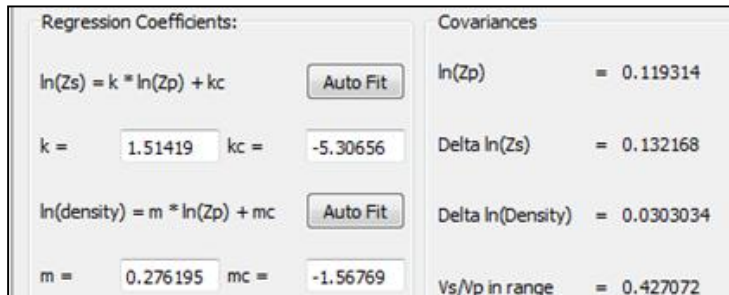 Regression Coefficients:
ln(Zs) = k * ln(Zp) + kc Auto Fit
k = 1.51419 kc = -5.30656
ln(density) = m * ln(Zp) + mc Auto Fit
m = 0.276195 mc = -1.56769
Covariances
ln(Zp) = 0.119314
Delta ln(Zs) = 0.132168
Delta ln(Density) = 0.0303034
Vs/Vp in range = 0.427072